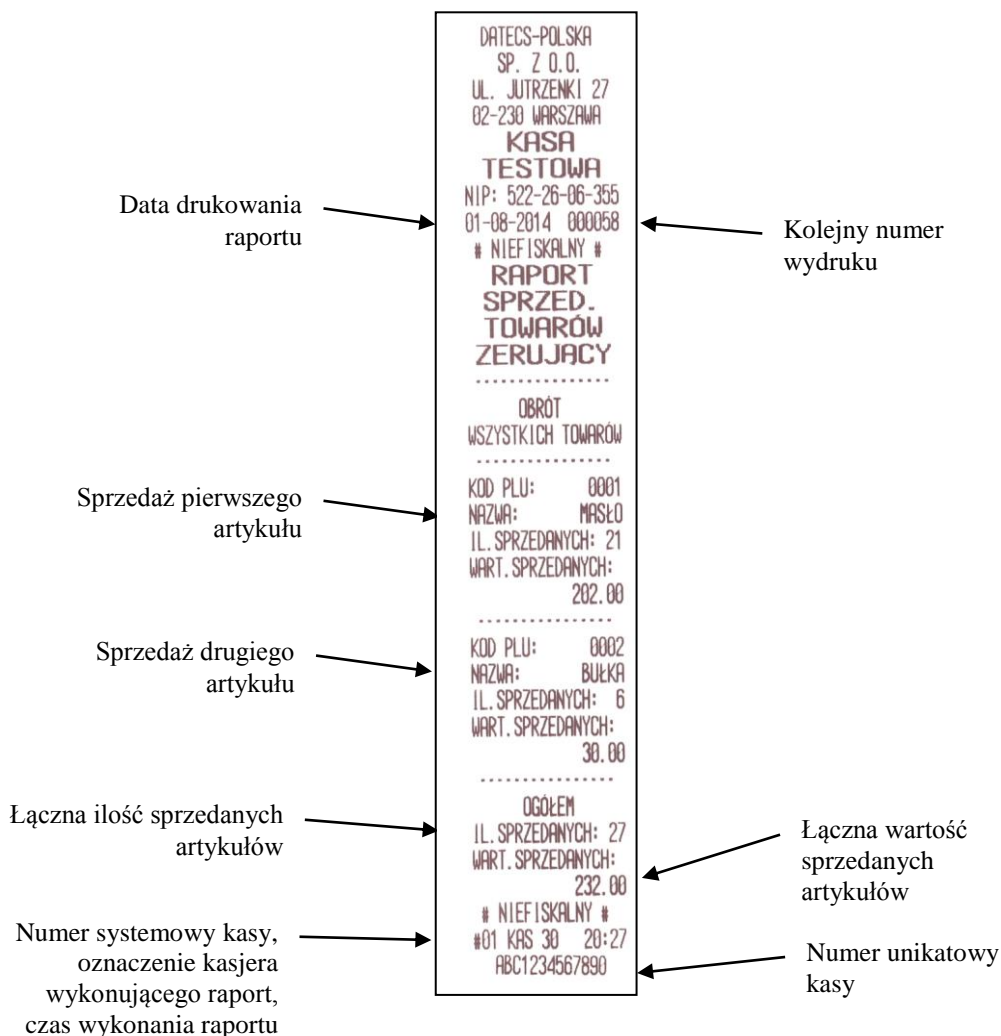 DATECS-POLSKA
SP. Z O.O.
UL. JUTRZENKI 27
02-230 WARSZAWA
KASA
TESTOWA
NIP: 522-26-06-355
01-08-2014 000058
# NIEFISKALNY #
RAPORT
SPRZED.
TOWARÓW
ZERUJĄCY
OBRÓT
WSZYSTKICH TOWARÓW
KOD PLU: 0001
NAZWA: MASŁO
IL.SPRZEDANYCH: 21
WART.SPRZEDANYCH:
202.00
KOD PLU: 0002
NAZWA: BUŁKA
IL.SPRZEDANYCH: 6
WART.SPRZEDANYCH:
30.00
OGÓŁEM
IL.SPRZEDANYCH: 27
WART.SPRZEDANYCH:
232.00
# NIEFISKALNY #
#01 KAS 30 20:27
ABC1234567890
Data drukowania
raportu
Kolejny numer
wydruku
Sprzedaż pierwszego
artykułu
Sprzedaż drugiego
artykułu
Łączna ilość sprzedanych
artykułów
Łączna wartość
sprzedanych
artykułów
Numer systemowy kasy,
oznaczenie kasjera
wykonującego raport,
czas wykonania raportu
Numer unikatowy
kasy